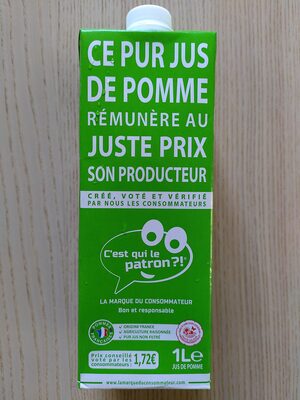 CE PUR JUS
DE POMME
RÉMUNÈRE AU
JUSTE PRIX
SON PRODUCTEUR
CRÉÉ, VOTÉ ET VÉRIFIÉ
PAR NOUS LES CONSOMMATEURS
C'est qui le
patron?!
LA MARQUE DU CONSOMMATEUR
Bon et responsable
POMMES
FRANÇAISES
ORIGINE FRANCE
AGRICULTURE RAISONNÉE
PUR JUS NON FILTRÉ
Prix conseillé
voté par les
consommateurs :
1,72€
1Le
JUS DE POMME
www.lamarqueduconsommateur.com